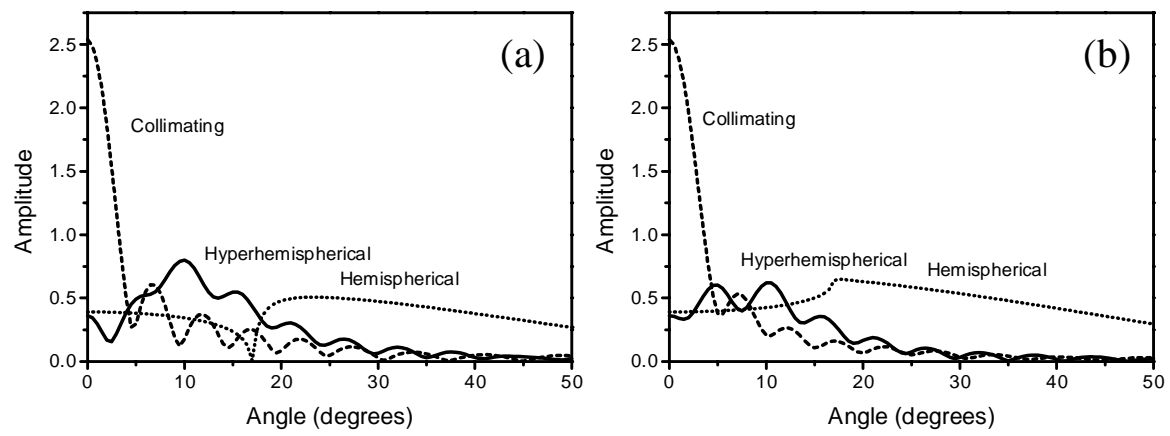 (a)
2.5
2.0
1.5
1.0
0.5
0.0
Amplitude
Collimating
Hyperhemispherical
Hemispherical
0 10 20 30 40 50
Angle (degrees)
(b)
2.5
2.0
1.5
1.0
0.5
0.0
Amplitude
Collimating
Hyperhemispherical
Hemispherical
0 10 20 30 40 50
Angle (degrees)